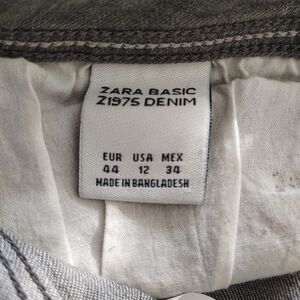 ZARA BASIC
Z1975 DENIM
EUR USA MEX
44 12 34
MADE IN BANGLADESH